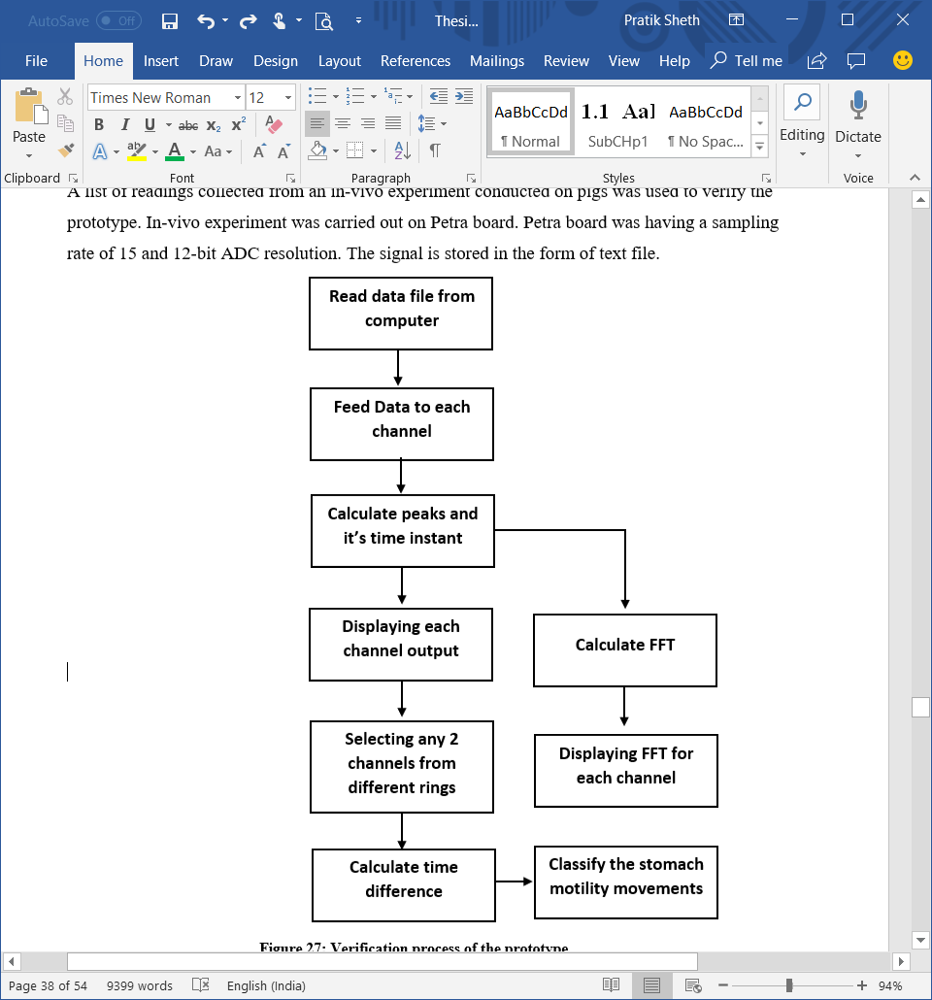 AutoSave Off Thesi... Pratik Sheth
File Home Insert Draw Design Layout References Mailings Review View Help Tell me
Times New Roman 12
AaBbCcDd 1.1 AaI AaBbCcDd
Paste B I U abc x₂ x² ¶ Normal SubCHp1 ¶ No Spac... Editing Dictate
A ab A Aa A A A Z ¶
Clipboard Font Paragraph Styles Voice
A list of readings collected from an in-vivo experiment conducted on pigs was used to verify the
prototype. In-vivo experiment was carried out on Petra board. Petra board was having a sampling
rate of 15 and 12-bit ADC resolution. The signal is stored in the form of text file.
Read data file from
computer
Feed Data to each
channel
Calculate peaks and
it's time instant
Displaying each
channel output
Calculate FFT
Selecting any 2
channels from
different rings
Displaying FFT for
each channel
Calculate time
difference
Classify the stomach
motility movements
Figure 27: Verification process of the prototype
Page 38 of 54 9399 words English (India) 94%